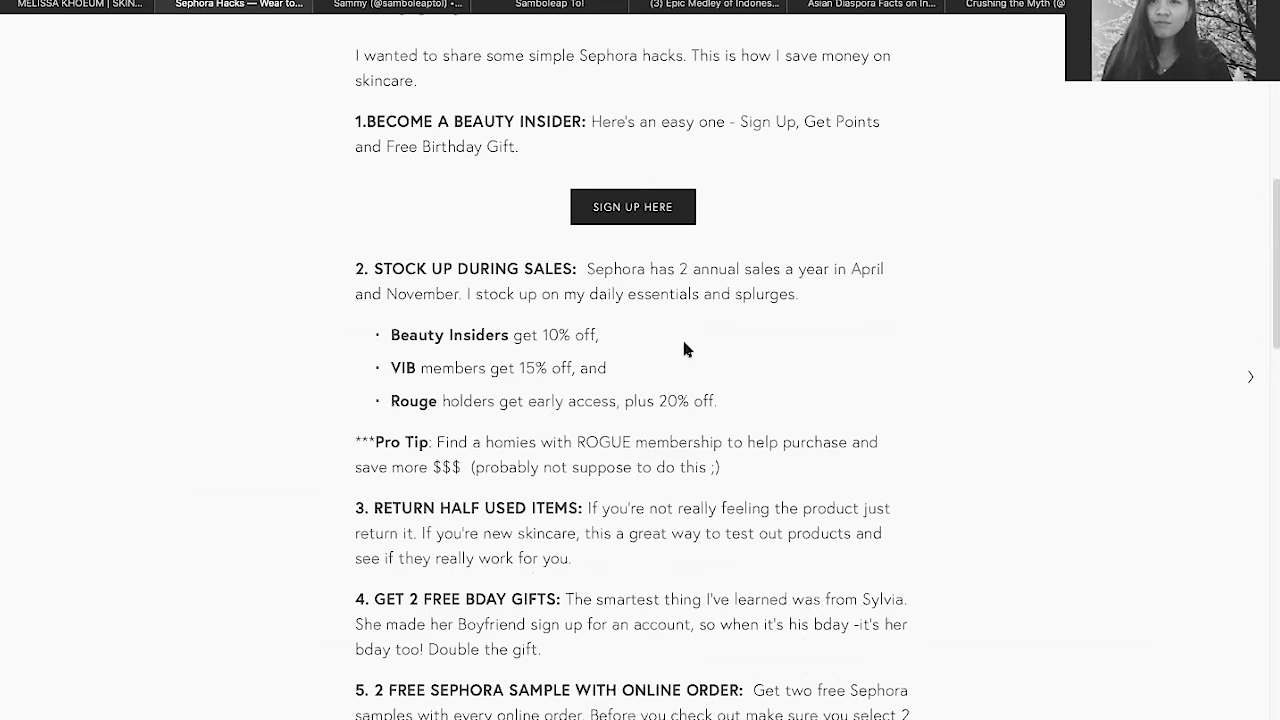 MELISSA KHOEUM | SKIN...
Sephora Hacks — Wear to...
Sammy (@samboleaptol) •...
Samboleap Tol
(3) Epic Medley of Indones...
Asian Diaspora Facts on In...
Crushing the Myth (@
I wanted to share some simple Sephora hacks. This is how I save money on
skincare.
1.BECOME A BEAUTY INSIDER: Here's an easy one - Sign Up, Get Points
and Free Birthday Gift.
SIGN UP HERE
2. STOCK UP DURING SALES: Sephora has 2 annual sales a year in April
and November. I stock up on my daily essentials and splurges.
• Beauty Insiders get 10% off,
• VIB members get 15% off, and
• Rouge holders get early access, plus 20% off.
***Pro Tip: Find a homies with ROGUE membership to help purchase and
save more $$$ (probably not suppose to do this ;)
3. RETURN HALF USED ITEMS: If you're not really feeling the product just
return it. If you're new skincare, this a great way to test out products and
see if they really work for you.
4. GET 2 FREE BDAY GIFTS: The smartest thing I've learned was from Sylvia.
She made her Boyfriend sign up for an account, so when it's his bday -it's her
bday too! Double the gift.
5. 2 FREE SEPHORA SAMPLE WITH ONLINE ORDER: Get two free Sephora
samples with every online order. Before you check out make sure you select 2